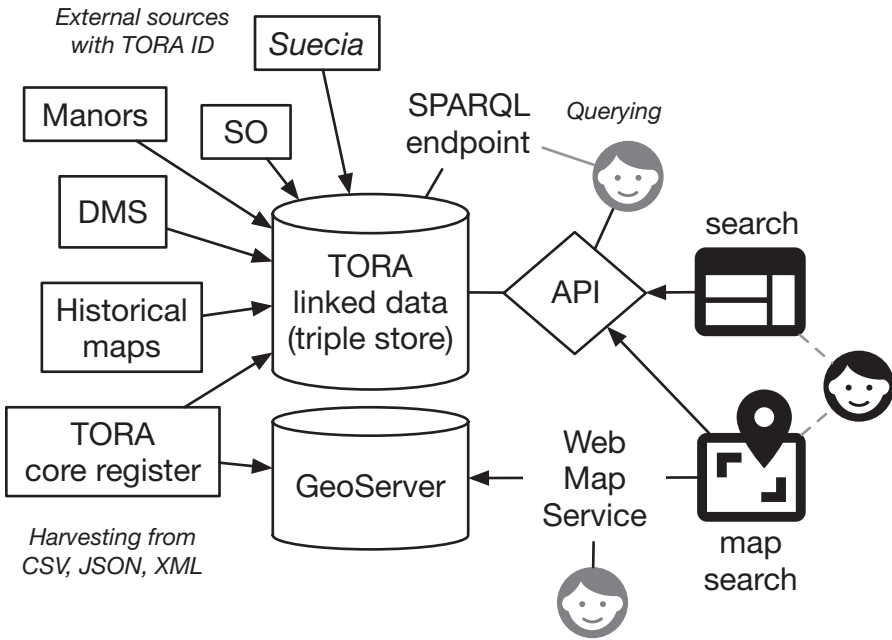 External sources
with TORA ID
Suecia
Manors
SO
SPARQL
endpoint
Querying
DMS
search
TORA
linked data
(triple store)
API
Historical
maps
TORA
core register
GeoServer
Web
Map
Service
Harvesting from
CSV, JSON, XML
map
search